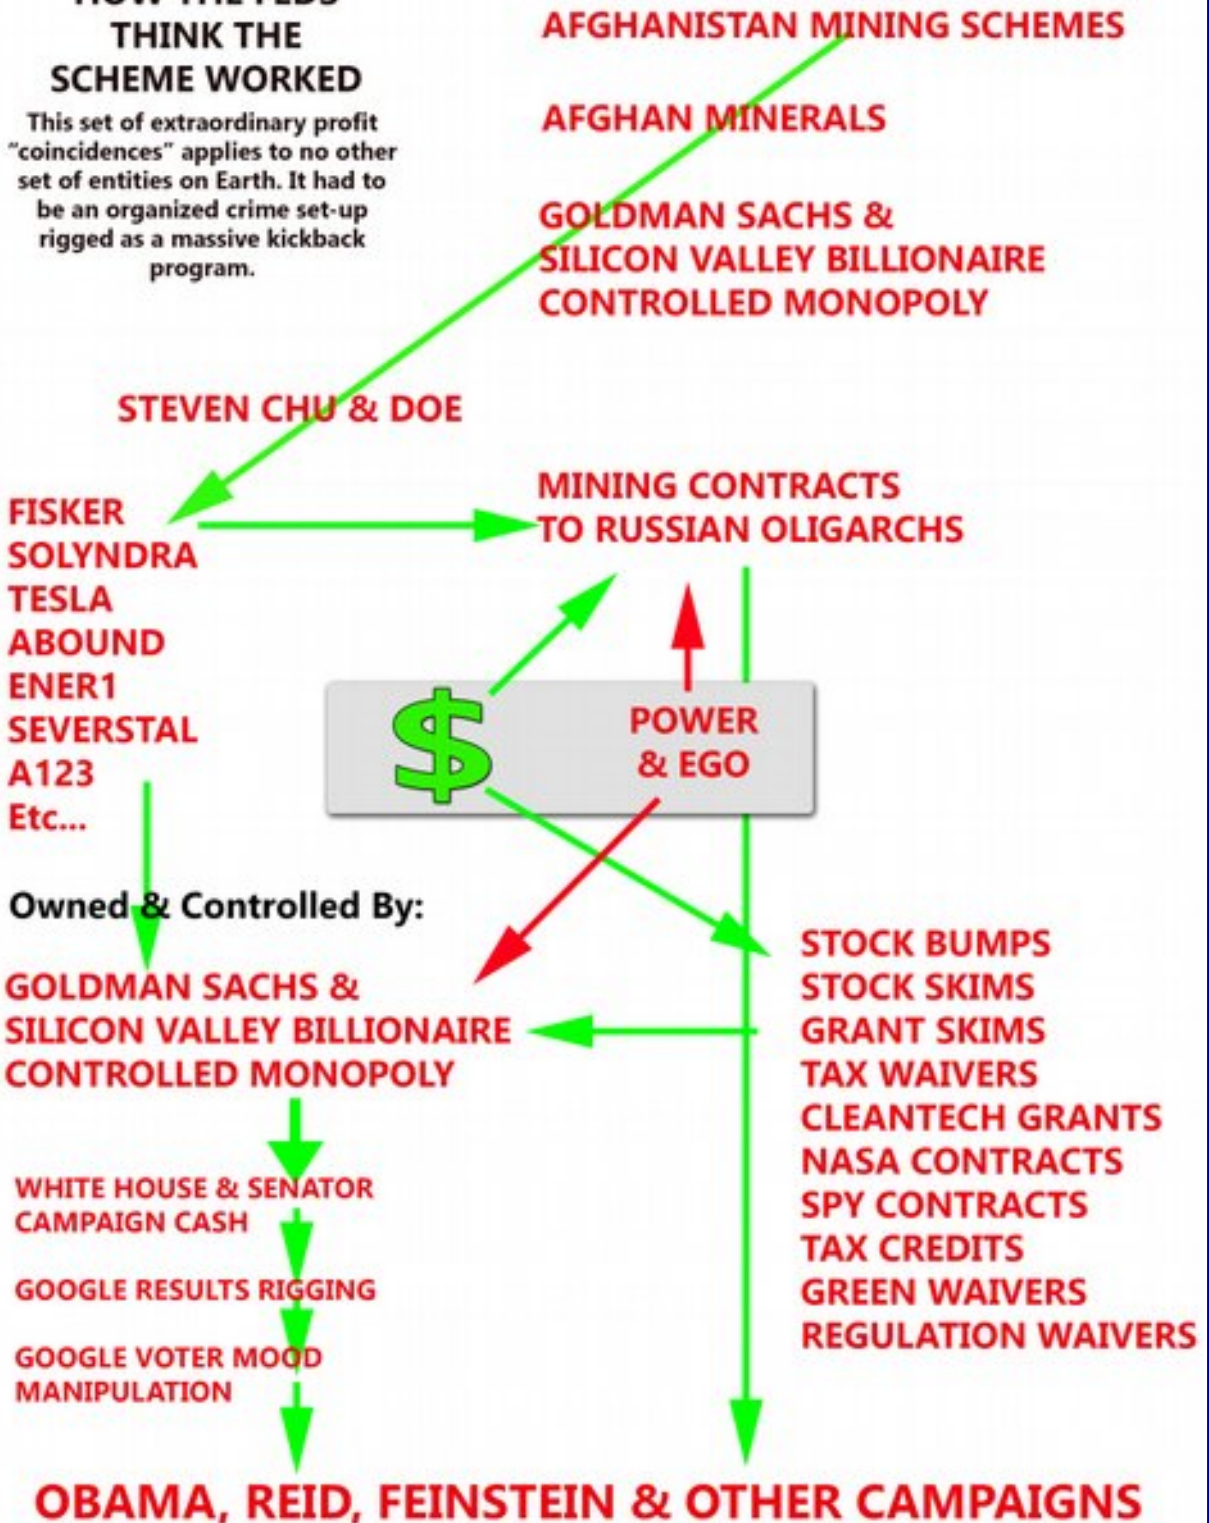 HOW THE FEDS
THINK THE
SCHEME WORKED
This set of extraordinary profit
“coincidences” applies to no other
set of entities on Earth. It had to
be an organized crime set-up
rigged as a massive kickback
program.
AFGHANISTAN MINING SCHEMES
AFGHAN MINERALS
GOLDMAN SACHS &
SILICON VALLEY BILLIONAIRE
CONTROLLED MONOPOLY
STEVEN CHU & DOE
FISKER
SOLYNDRA
TESLA
ABOUND
ENER1
SEVERSTAL
A123
Etc...
MINING CONTRACTS
TO RUSSIAN OLIGARCHS
$
POWER
& EGO
Owned & Controlled By:
GOLDMAN SACHS &
SILICON VALLEY BILLIONAIRE
CONTROLLED MONOPOLY
STOCK BUMPS
STOCK SKIMS
GRANT SKIMS
TAX WAIVERS
CLEANTECH GRANTS
NASA CONTRACTS
SPY CONTRACTS
TAX CREDITS
GREEN WAIVERS
REGULATION WAIVERS
WHITE HOUSE & SENATOR
CAMPAIGN CASH
GOOGLE RESULTS RIGGING
GOOGLE VOTER MOOD
MANIPULATION
OBAMA, REID, FEINSTEIN & OTHER CAMPAIGNS